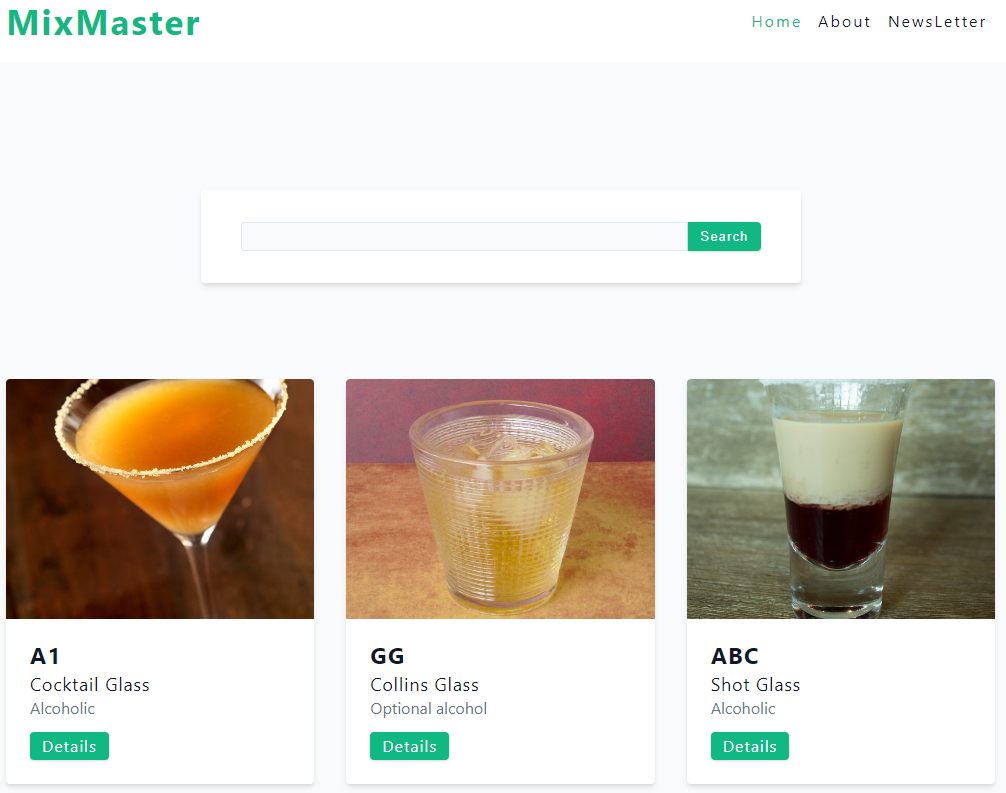 MixMaster
Home About NewsLetter
Search
A1
Cocktail Glass
Alcoholic
Details
GG
Collins Glass
Optional alcohol
Details
ABC
Shot Glass
Alcoholic
Details